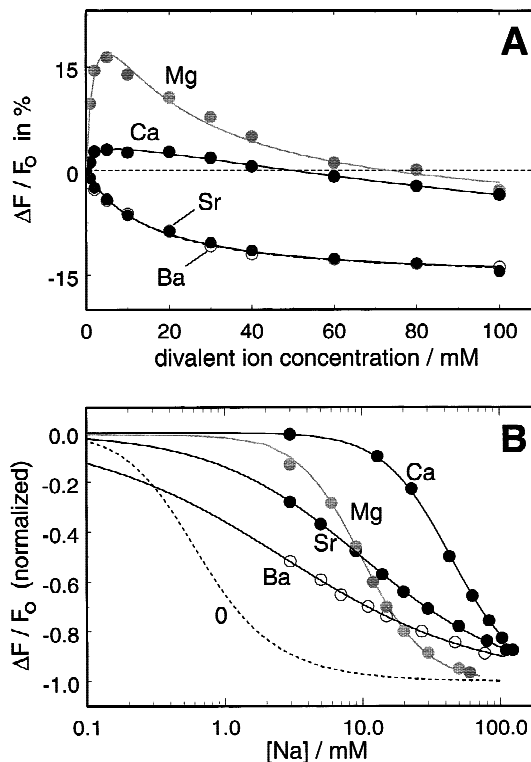 A
15
0
-15
ΔF / Fo in %
Mg
Ca
Sr
Ba
0 20 40 60 80 100
divalent ion concentration / mM
B
0.0
-0.2
-0.4
-0.6
-0.8
-1.0
ΔF / Fo (normalized)
Ca
Mg
Sr
Ba
0
0.1 1.0 10.0 100.0
[Na] / mM